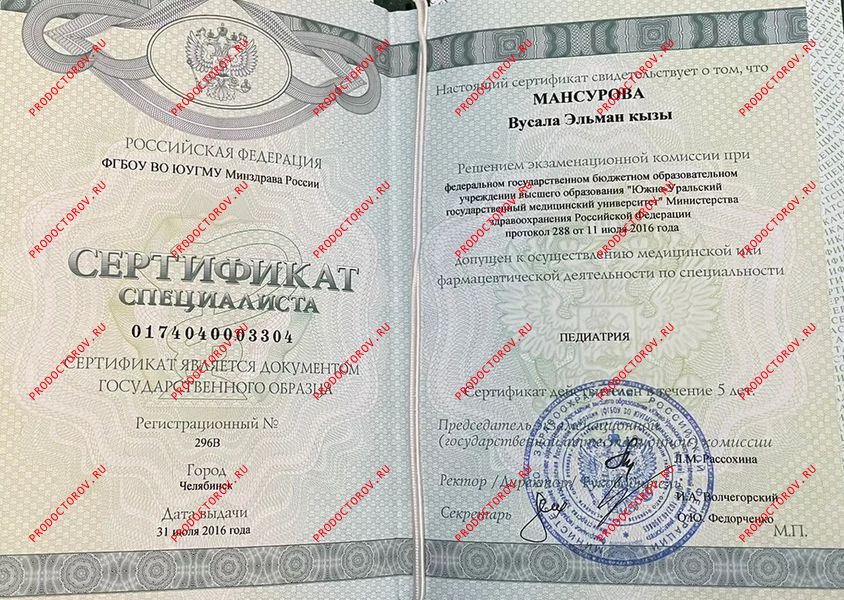 РОССИЙСКАЯ ФЕДЕРАЦИЯ
ФГБОУ ВО ЮУГМУ Минздрава России
СЕРТИФИКАТ
СПЕЦИАЛИСТА
0174040003304
СЕРТИФИКАТ ЯВЛЯЕТСЯ ДОКУМЕНТОМ
ГОСУДАРСТВЕННОГО ОБРАЗЦА
Регистрационный №
296В
Город
Челябинск
Дата выдачи
31 июля 2016 года
Настоящий сертификат свидетельствует о том, что
МАНСУРОВА
Вусала Эльман кызы
Решением экзаменационной комиссии при
федеральном государственном бюджетном образовательном
учреждении высшего образования "Южно-Уральский
государственный медицинский университет" Министерства
здравоохранения Российской Федерации
протокол 288 от 11 июля 2016 года
допущен к осуществлению медицинской или
фармацевтической деятельности по специальности
ПЕДИАТРИЯ
Сертификат действителен в течение 5 лет
Председатель экзаменационной
(государственной аттестационной) комиссии
Л.М. Рассохина
Ректор / Директор / Руководитель
И.А. Волчегорский
Секретарь
О.Ю. Федорченко
М.П.
PRODOCTOROV.RU